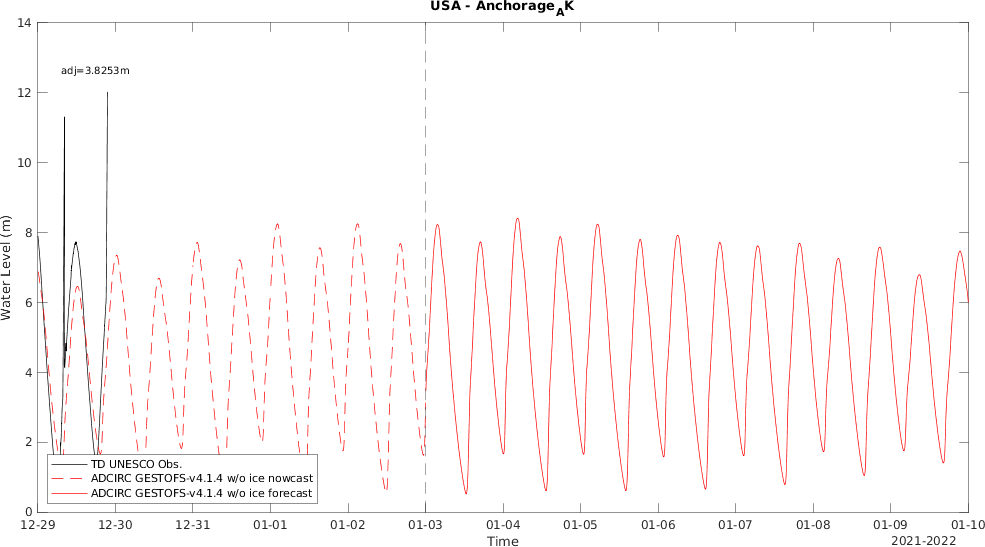 USA - Anchorage_AK
adj=3.8253m
Water Level (m)
14
12
10
8
6
4
2
0
TD UNESCO Obs.
ADCIRC GESTOFS-v4.1.4 w/o ice nowcast
ADCIRC GESTOFS-v4.1.4 w/o ice forecast
12-29 12-30 12-31 01-01 01-02 01-03 01-04 01-05 01-06 01-07 01-08 01-09 01-10
Time
2021-2022